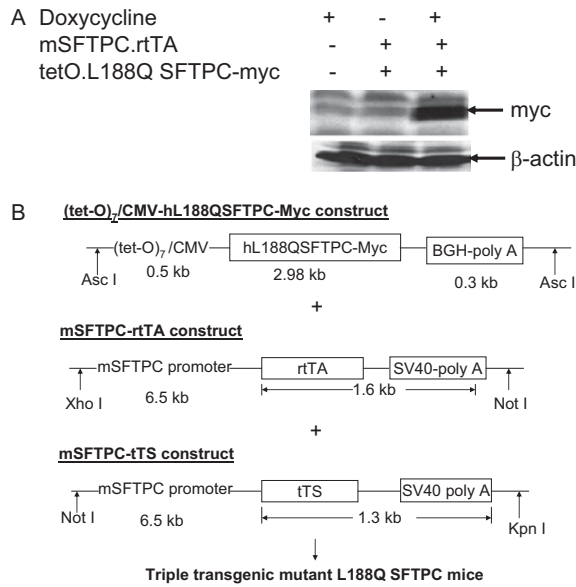 A Doxycycline + - +
mSFTPC.rtTA - + +
tetO.L188Q SFTPC-myc - + +
myc
β-actin
B (tet-O)7/CMV-hL188QSFTPC-Myc construct
(tet-O)7/CMV hL188QSFTPC-Myc BGH-poly A
Asc I 0.5 kb 2.98 kb 0.3 kb Asc I
+
mSFTPC-rtTA construct
mSFTPC promoter rtTA SV40-poly A
Xho I 6.5 kb 1.6 kb Not I
+
mSFTPC-tTS construct
mSFTPC promoter tTS SV40 poly A
Not I 6.5 kb 1.3 kb Kpn I
Triple transgenic mutant L188Q SFTPC mice